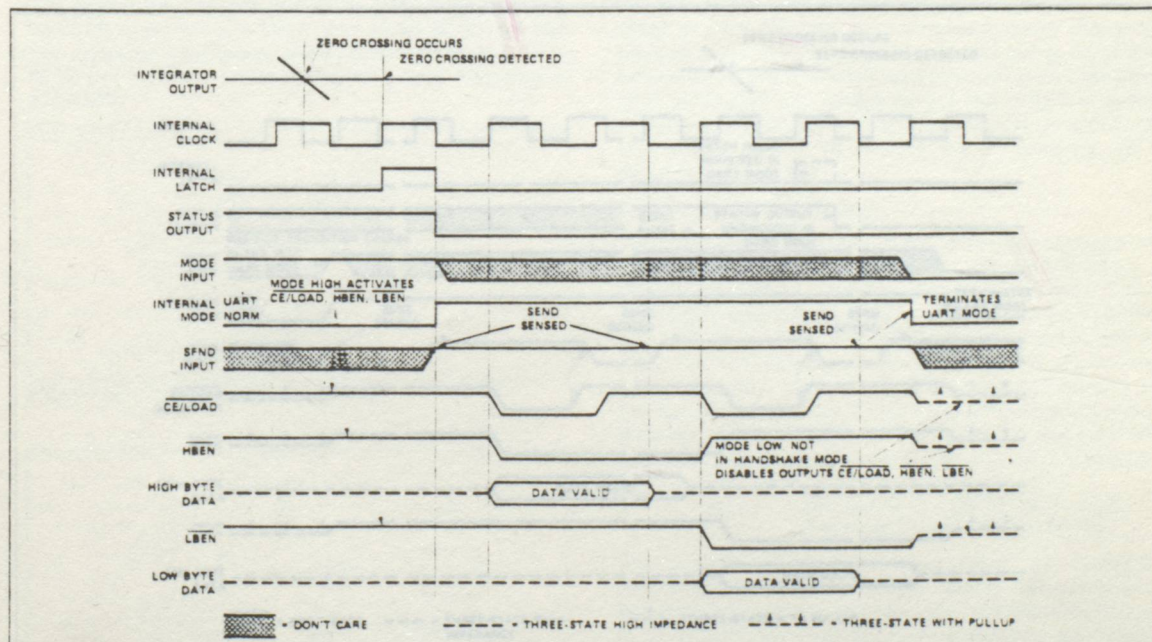 ZERO CROSSING OCCURS
ZERO CROSSING DETECTED
INTEGRATOR
OUTPUT
INTERNAL
CLOCK
INTERNAL
LATCH
STATUS
OUTPUT
MODE
INPUT
MODE HIGH ACTIVATES
CE/LOAD, HBEN, LBEN
INTERNAL
MODE
UART
NORM
SEND
SENSED
SEND
SENSED
TERMINATES
UART MODE
SEND
INPUT
CE/LOAD
HBEN
MODE LOW NOT
IN HANDSHAKE MODE
DISABLES OUTPUTS CE/LOAD, HBEN, LBEN
HIGH BYTE
DATA
DATA VALID
LBEN
LOW BYTE
DATA
DATA VALID
= DON'T CARE
= THREE-STATE HIGH IMPEDANCE
= THREE-STATE WITH PULLUP